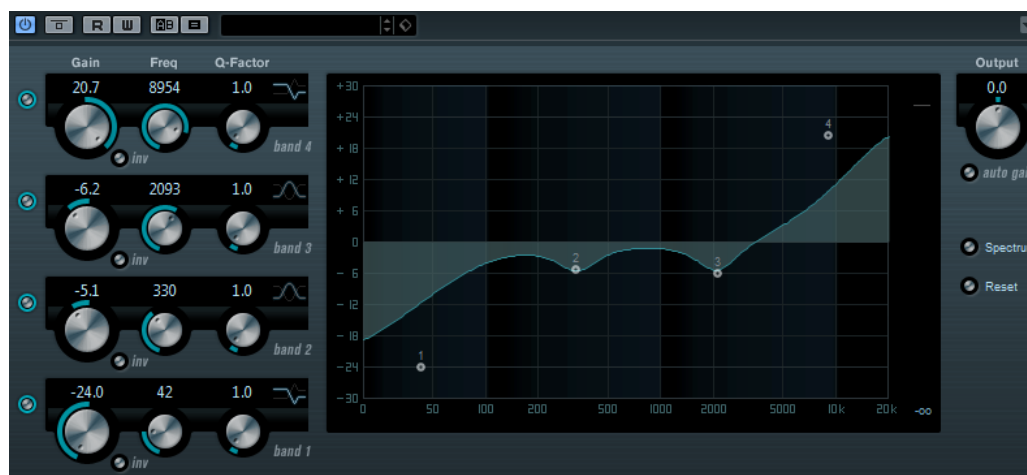 R W AB
Gain Freq Q-Factor Output
20.7 8954 1.0 0.0
inv band 4 auto gai
-6.2 2093 1.0
inv band 3
-5.1 330 1.0
inv band 2
-24.0 42 1.0
inv band 1
+30
+24
+18
+12
+6
0
-6
-12
-18
-24
-30
1
2
3
4
0 50 100 200 500 1000 2000 5000 10k 20k -∞
Spectru
Reset